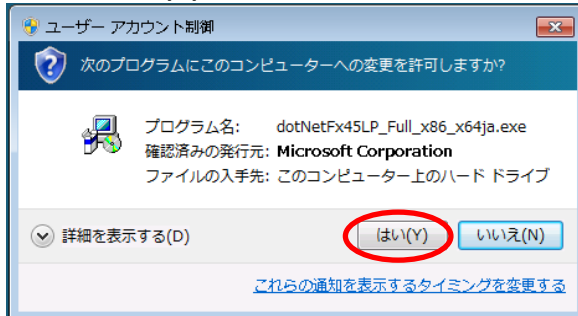 ユーザー アカウント制御
次のプログラムにこのコンピューターへの変更を許可しますか?
プログラム名: dotNetFx45LP_Full_x86_x64ja.exe
確認済みの発行元: Microsoft Corporation
ファイルの入手先: このコンピューター上のハード ドライブ
詳細を表示する(D) はい(Y) いいえ(N)
これらの通知を表示するタイミングを変更する